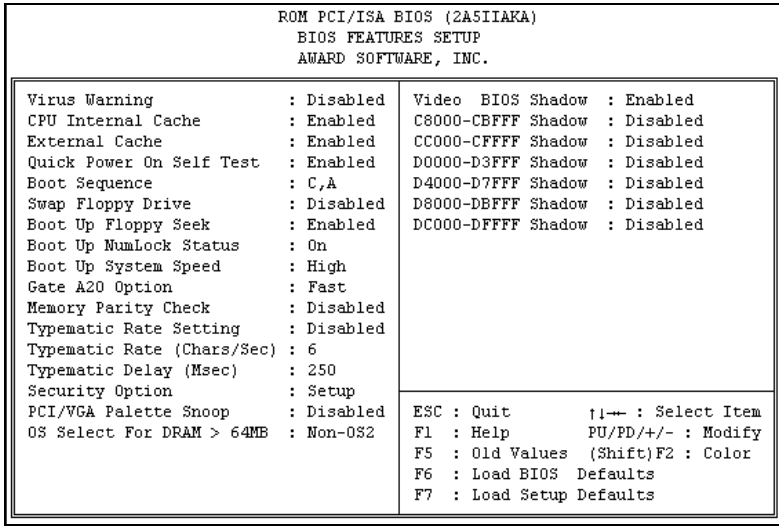 ROM PCI/ISA BIOS (2A5IIAKA)
BIOS FEATURES SETUP
AWARD SOFTWARE, INC.
Virus Warning : Disabled
CPU Internal Cache : Enabled
External Cache : Enabled
Quick Power On Self Test : Enabled
Boot Sequence : C,A
Swap Floppy Drive : Disabled
Boot Up Floppy Seek : Enabled
Boot Up NumLock Status : On
Boot Up System Speed : High
Gate A20 Option : Fast
Memory Parity Check : Disabled
Typematic Rate Setting : Disabled
Typematic Rate (Chars/Sec) : 6
Typematic Delay (Msec) : 250
Security Option : Setup
PCI/VGA Palette Snoop : Disabled
OS Select For DRAM > 64MB : Non-OS2
Video BIOS Shadow : Enabled
C8000-CBFFF Shadow : Disabled
CC000-CFFFF Shadow : Disabled
D0000-D3FFF Shadow : Disabled
D4000-D7FFF Shadow : Disabled
D8000-DBFFF Shadow : Disabled
DC000-DFFFF Shadow : Disabled
ESC : Quit ↑↓→← : Select Item
F1 : Help PU/PD/+/- : Modify
F5 : Old Values (Shift)F2 : Color
F6 : Load BIOS Defaults
F7 : Load Setup Defaults